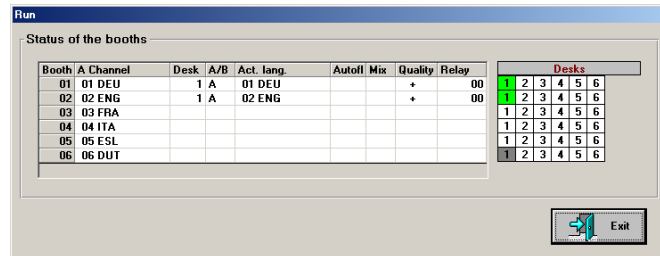 Run
Status of the booths
Booth A Channel Desk A/B Act. lang. Autofl Mix Quality Relay
01 01 DEU 1 A 01 DEU + 00
02 02 ENG 1 A 02 ENG + 00
03 03 FRA
04 04 ITA
05 05 ESL
06 06 DUT
Desks
1 2 3 4 5 6
1 2 3 4 5 6
1 2 3 4 5 6
1 2 3 4 5 6
1 2 3 4 5 6
1 2 3 4 5 6
Exit